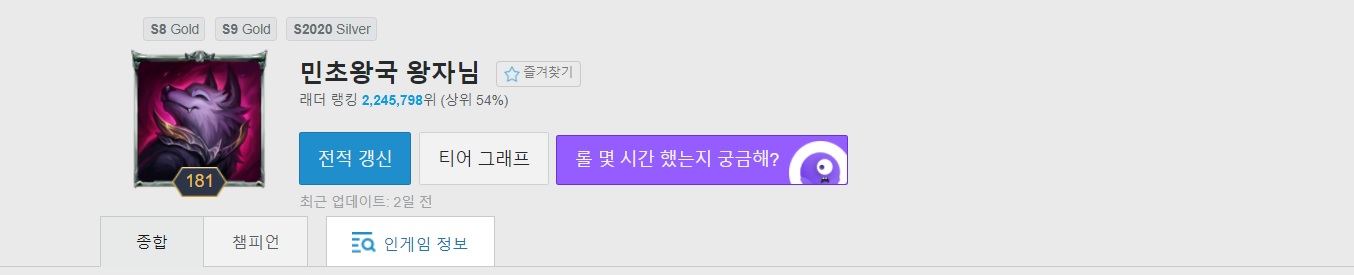 S8 Gold S9 Gold S2020 Silver
민초왕국 왕자님 즐겨찾기
래더 랭킹 2,245,798위 (상위 54%)
전적 갱신 티어 그래프 롤 몇 시간 했는지 궁금해?
181
최근 업데이트: 2일 전
종합 챔피언 인게임 정보